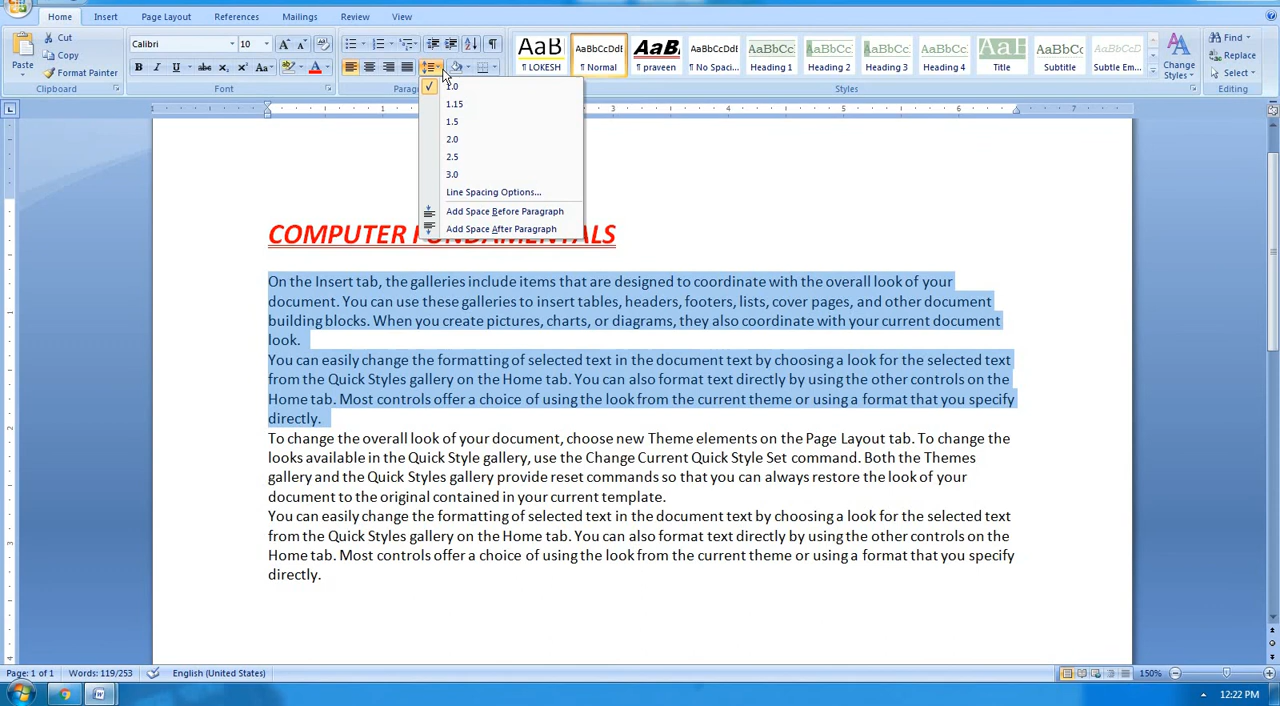 Home Insert Page Layout References Mailings Review View
Cut
Copy
Format Painter
Paste
Clipboard
Calibri 10
B I U abe
Font
AaB
¶ LOKESH
AaBbCcDdE
¶ Normal
AaB
¶ praveen
AaBbCcDd
¶ No Spaci...
AaBbCc
Heading 1
AaBbCc
Heading 2
AaBbCc
Heading 3
AaBbCc
Heading 4
AaB
Title
AaBbCc
Subtitle
AaBbCcDd
Subtle Em...
Change
Styles
Styles
Find
Replace
Select
Editing
1.0
1.15
1.5
2.0
2.5
3.0
Line Spacing Options...
Add Space Before Paragraph
Add Space After Paragraph
3 4 5 6 7
COMPUTER FUNDAMENTALS
On the Insert tab, the galleries include items that are designed to coordinate with the overall look of your
document. You can use these galleries to insert tables, headers, footers, lists, cover pages, and other document
building blocks. When you create pictures, charts, or diagrams, they also coordinate with your current document
look.
You can easily change the formatting of selected text in the document text by choosing a look for the selected text
from the Quick Styles gallery on the Home tab. You can also format text directly by using the other controls on the
Home tab. Most controls offer a choice of using the look from the current theme or using a format that you specify
directly.
To change the overall look of your document, choose new Theme elements on the Page Layout tab. To change the
looks available in the Quick Style gallery, use the Change Current Quick Style Set command. Both the Themes
gallery and the Quick Styles gallery provide reset commands so that you can always restore the look of your
document to the original contained in your current template.
You can easily change the formatting of selected text in the document text by choosing a look for the selected text
from the Quick Styles gallery on the Home tab. You can also format text directly by using the other controls on the
Home tab. Most controls offer a choice of using the look from the current theme or using a format that you specify
directly.
Page: 1 of 1 Words: 119/253 English (United States) 150%
12:22 PM